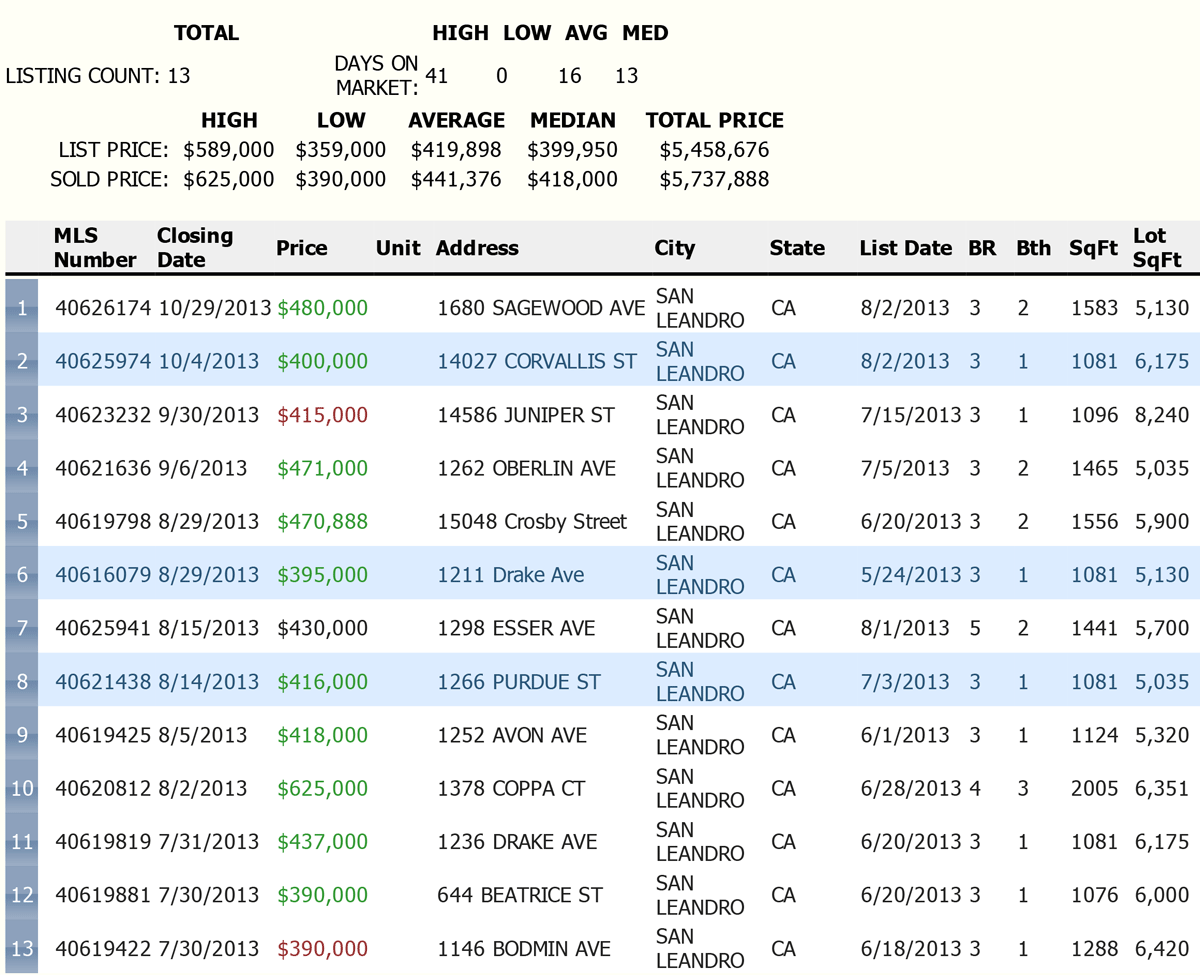 TOTAL HIGH LOW AVG MED
LISTING COUNT: 13 DAYS ON MARKET: 41 0 16 13
HIGH LOW AVERAGE MEDIAN TOTAL PRICE
LIST PRICE: $589,000 $359,000 $419,898 $399,950 $5,458,676
SOLD PRICE: $625,000 $390,000 $441,376 $418,000 $5,737,888
MLS Number Closing Date Price Unit Address City State List Date BR Bth SqFt Lot SqFt
1 40626174 10/29/2013 $480,000 1680 SAGEWOOD AVE SAN LEANDRO CA 8/2/2013 3 2 1583 5,130
2 40625974 10/4/2013 $400,000 14027 CORVALLIS ST SAN LEANDRO CA 8/2/2013 3 1 1081 6,175
3 40623232 9/30/2013 $415,000 14586 JUNIPER ST SAN LEANDRO CA 7/15/2013 3 1 1096 8,240
4 40621636 9/6/2013 $471,000 1262 OBERLIN AVE SAN LEANDRO CA 7/5/2013 3 2 1465 5,035
5 40619798 8/29/2013 $470,888 15048 Crosby Street SAN LEANDRO CA 6/20/2013 3 2 1556 5,900
6 40616079 8/29/2013 $395,000 1211 Drake Ave SAN LEANDRO CA 5/24/2013 3 1 1081 5,130
7 40625941 8/15/2013 $430,000 1298 ESSER AVE SAN LEANDRO CA 8/1/2013 5 2 1441 5,700
8 40621438 8/14/2013 $416,000 1266 PURDUE ST SAN LEANDRO CA 7/3/2013 3 1 1081 5,035
9 40619425 8/5/2013 $418,000 1252 AVON AVE SAN LEANDRO CA 6/1/2013 3 1 1124 5,320
10 40620812 8/2/2013 $625,000 1378 COPPA CT SAN LEANDRO CA 6/28/2013 4 3 2005 6,351
11 40619819 7/31/2013 $437,000 1236 DRAKE AVE SAN LEANDRO CA 6/20/2013 3 1 1081 6,175
12 40619881 7/30/2013 $390,000 644 BEATRICE ST SAN LEANDRO CA 6/20/2013 3 1 1076 6,000
13 40619422 7/30/2013 $390,000 1146 BODMIN AVE SAN LEANDRO CA 6/18/2013 3 1 1288 6,420